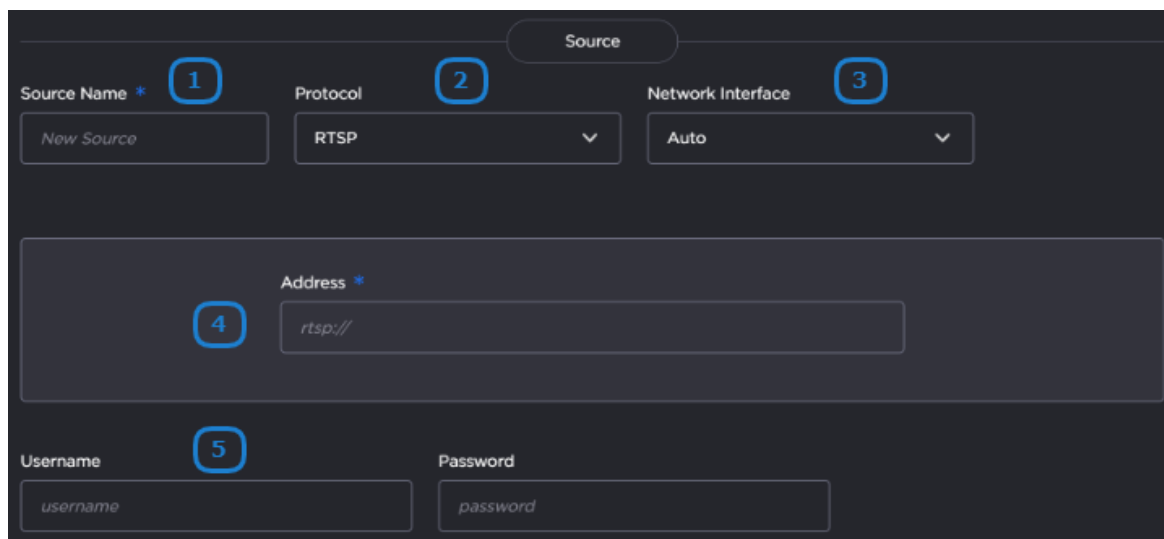 Source
1 2 3
Source Name * Protocol Network Interface
New Source RTSP Auto
Address *
4 rtsp://
5
Username Password
username password